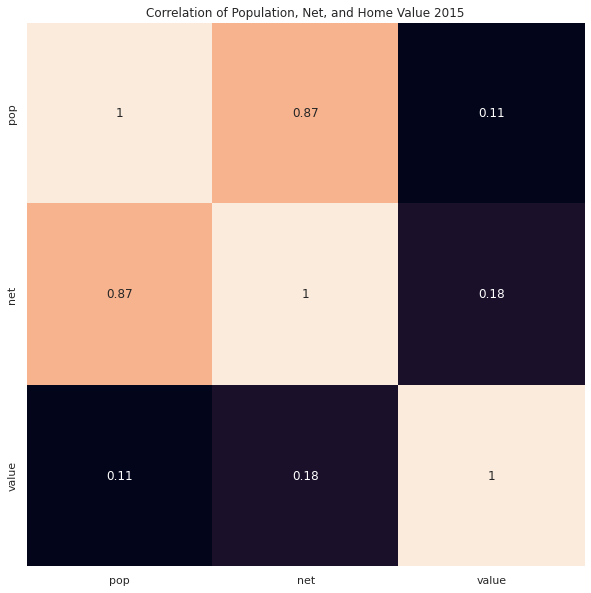 Correlation of Population, Net, and Home Value 2015
pop
1
0.87
0.11
net
0.87
1
0.18
value
0.11
0.18
1
pop
net
value